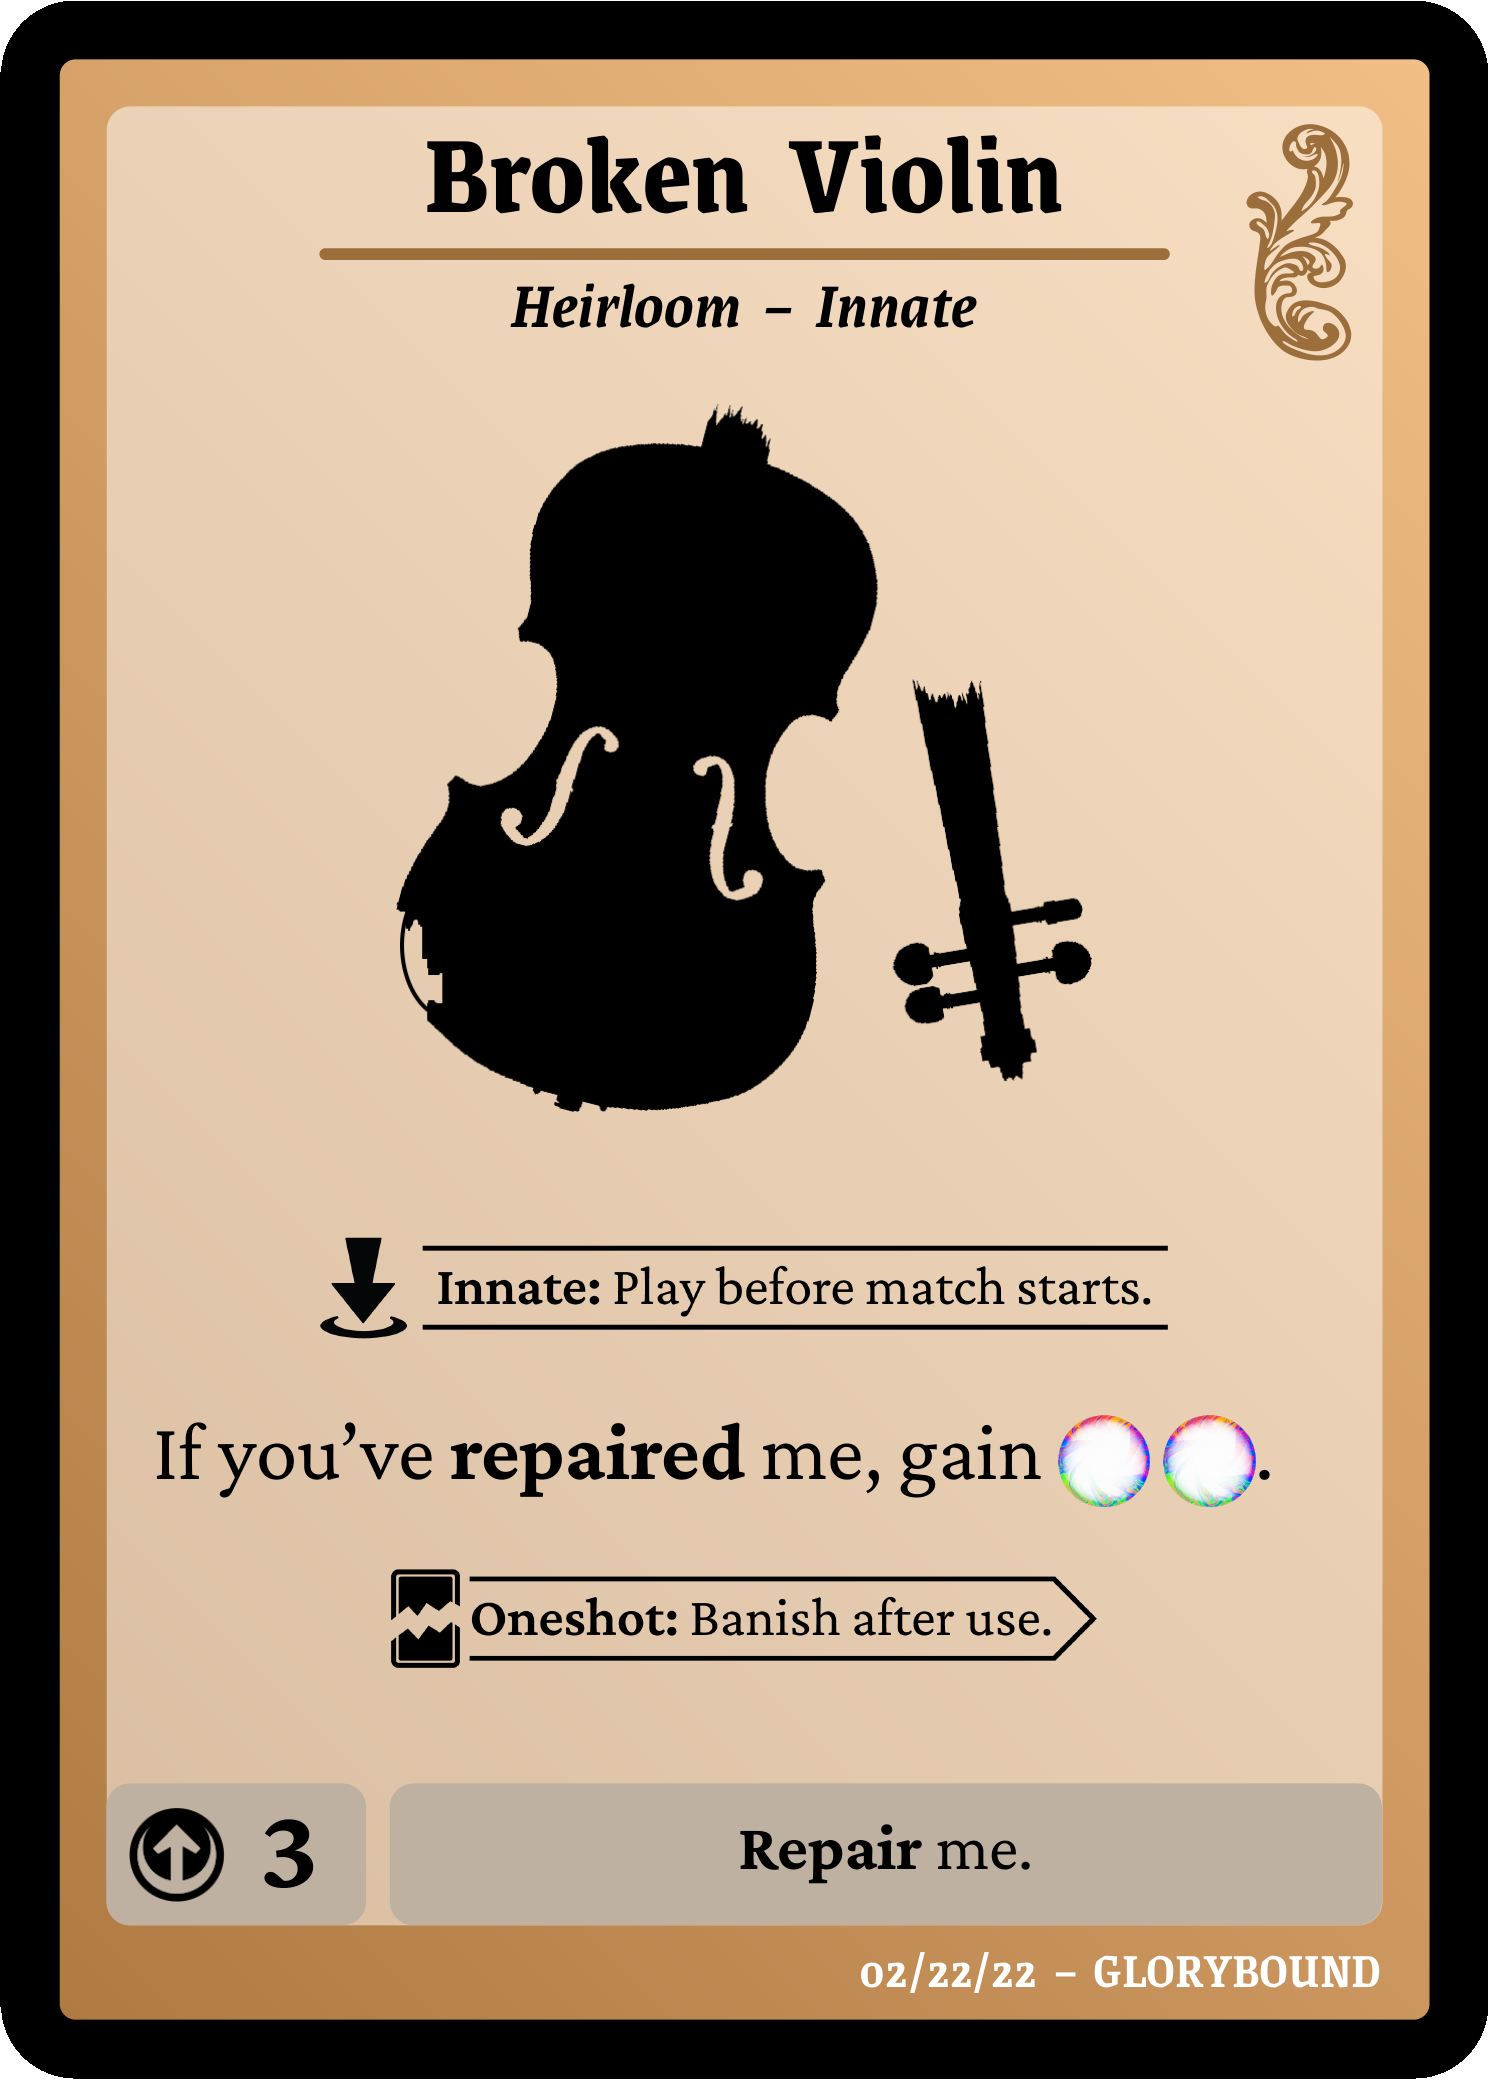 Broken Violin
Heirloom – Innate
Innate: Play before match starts.
If you’ve repaired me, gain .
Oneshot: Banish after use.
3
Repair me.
02/22/22 – GLORYBOUND